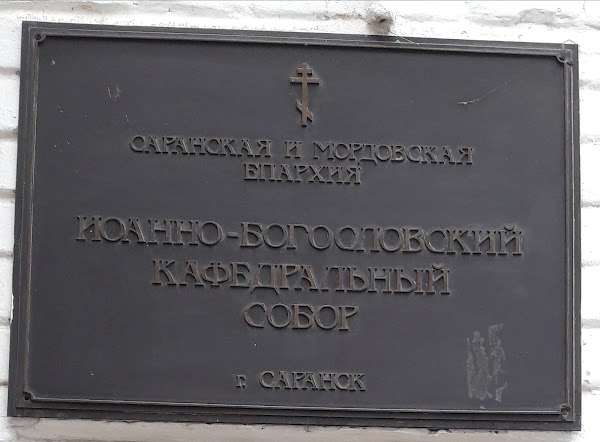 САРАНСКАЯ И МОРДОВСКАЯ
ЕПАРХИЯ
ИОАННО-БОГОСЛОВСКИЙ
КАФЕДРАЛЬНЫЙ
СОБОР
г. САРАНСК